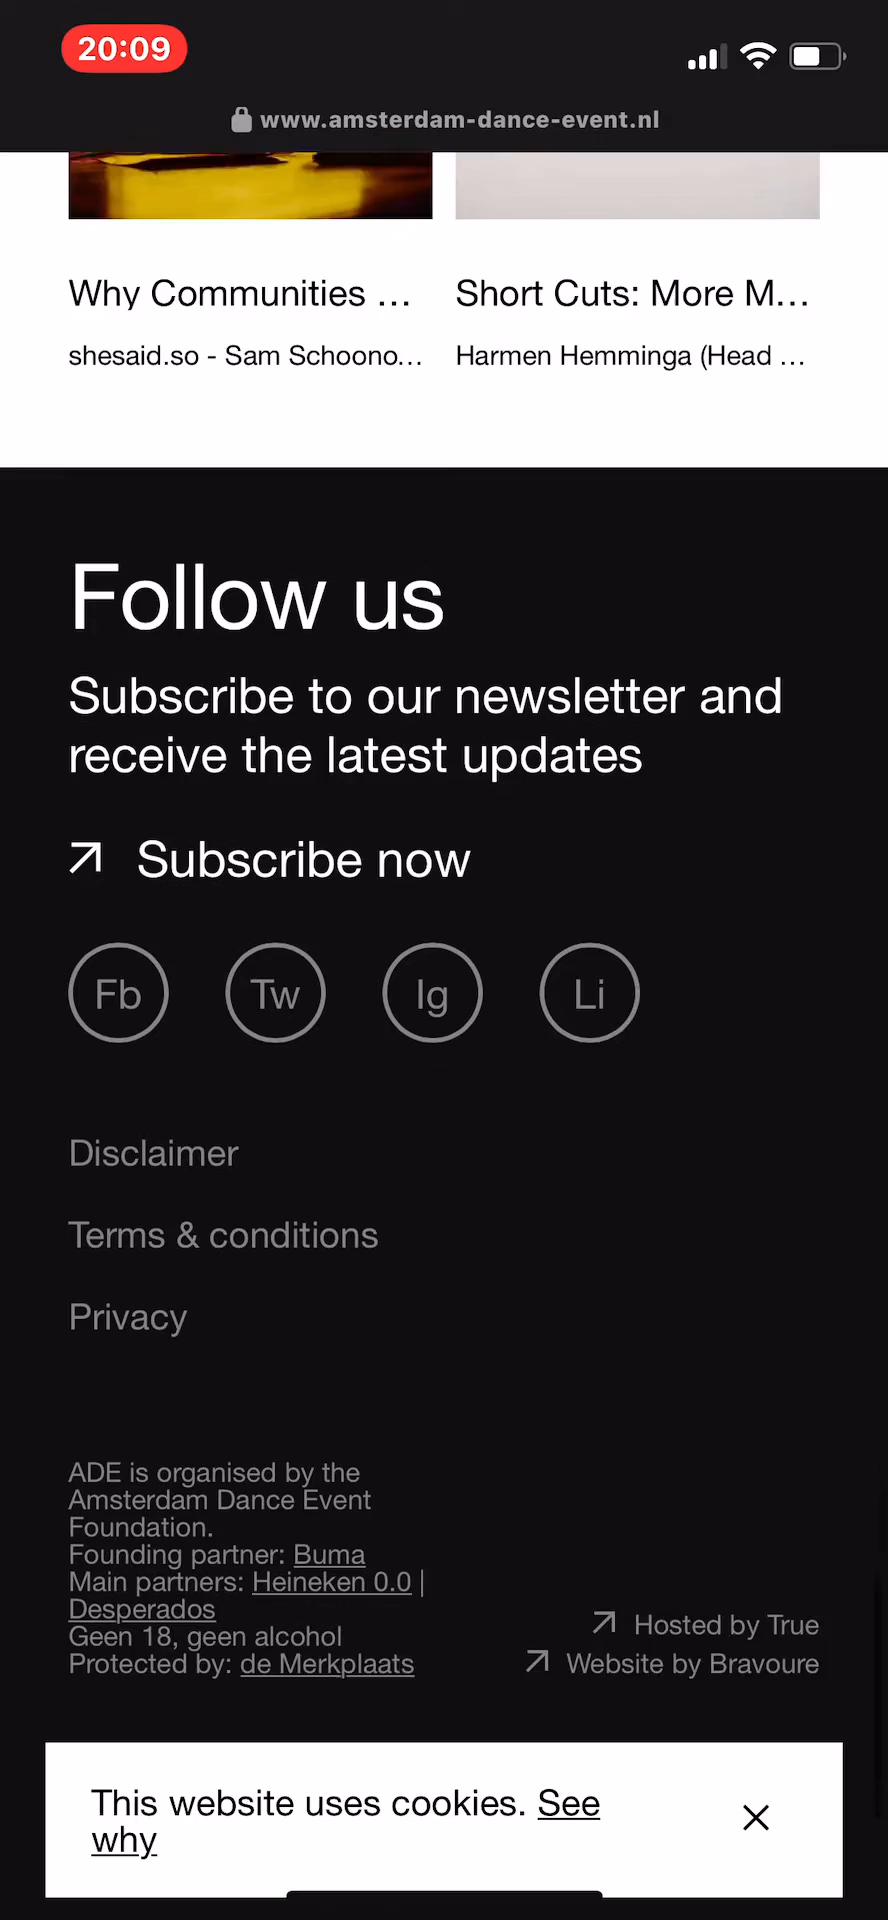 20:09
www.amsterdam-dance-event.nl
Why Communities ...
Short Cuts: More M...
shesaid.so - Sam Schoono...
Harmen Hemminga (Head ...
Follow us
Subscribe to our newsletter and
receive the latest updates
Subscribe now
Fb Tw Ig Li
Disclaimer
Terms & conditions
Privacy
ADE is organised by the
Amsterdam Dance Event
Foundation.
Founding partner: Buma
Main partners: Heineken 0.0 |
Desperados
Geen 18, geen alcohol
Protected by: de Merkplaats
Hosted by True
Website by Bravoure
This website uses cookies. See
why